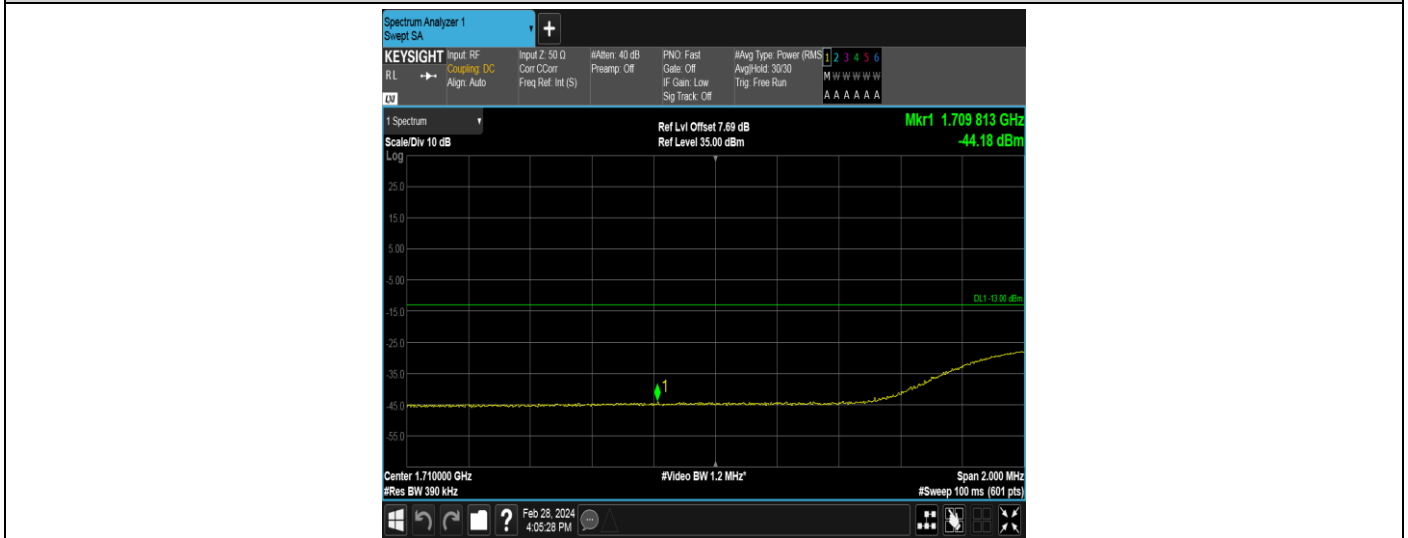 Spectrum Analyzer 1
Swept SA
+
KEYSIGHT Input: RF Input Z: 50 Ω #Atten: 40 dB PNO: Fast #Avg Type: Power (RMS 1 2 3 4 5 6
RL Coupling: DC Corr CCorr Preamp: Off Gate: Off Avg|Hold: 30/30 M W W W W W
Align: Auto Freq Ref: Int (S) IF Gain: Low Trig: Free Run
LXI Sig Track: Off A A A A A A
1 Spectrum Ref Lvl Offset 7.69 dB Mkr1 1.709 813 GHz
Scale/Div 10 dB Ref Level 35.00 dBm -44.18 dBm
Log
25.0
15.0
5.00
-5.00
DL1 -13.00 dBm
-15.0
-25.0
-35.0
1
-45.0
-55.0
Center 1.710000 GHz #Video BW 1.2 MHz* Span 2.000 MHz
#Res BW 390 kHz #Sweep 100 ms (601 pts)
? Feb 28, 2024
4:05:28 PM